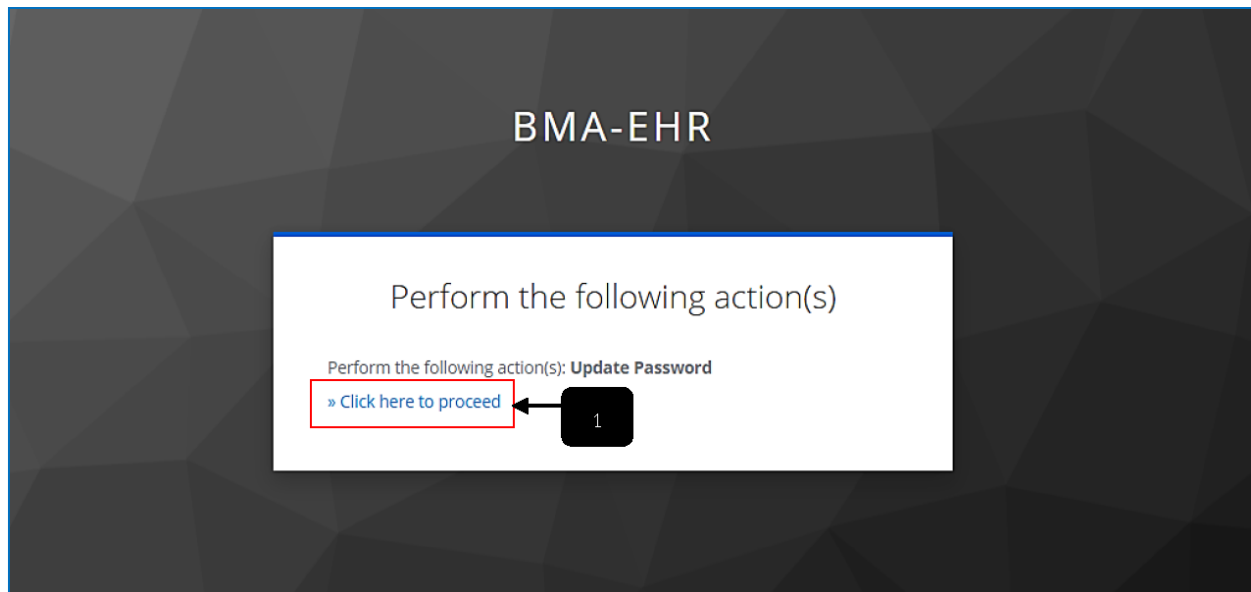 BMA-EHR
Perform the following action(s)
Perform the following action(s): Update Password
» Click here to proceed
1